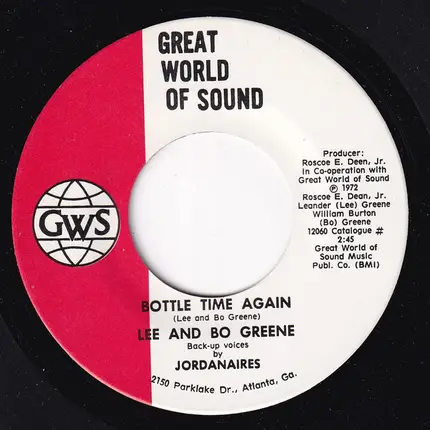 GREAT
WORLD
OF SOUND
Producer:
Roscoe E. Deen, Jr.
In Co-operation with
Great World of Sound
℗ 1972
Roscoe E. Dean, Jr.
Leander (Lee) Greene
William Burton
(Bo) Greene
12060 Catalogue #
2:45
Great World of
Sound Music
Publ. Co. (BMI)
GWS
BOTTLE TIME AGAIN
(Lee and Bo Greene)
LEE AND BO GREENE
Back-up voices
by
JORDANAIRES
2150 Parklake Dr., Atlanta, Ga.